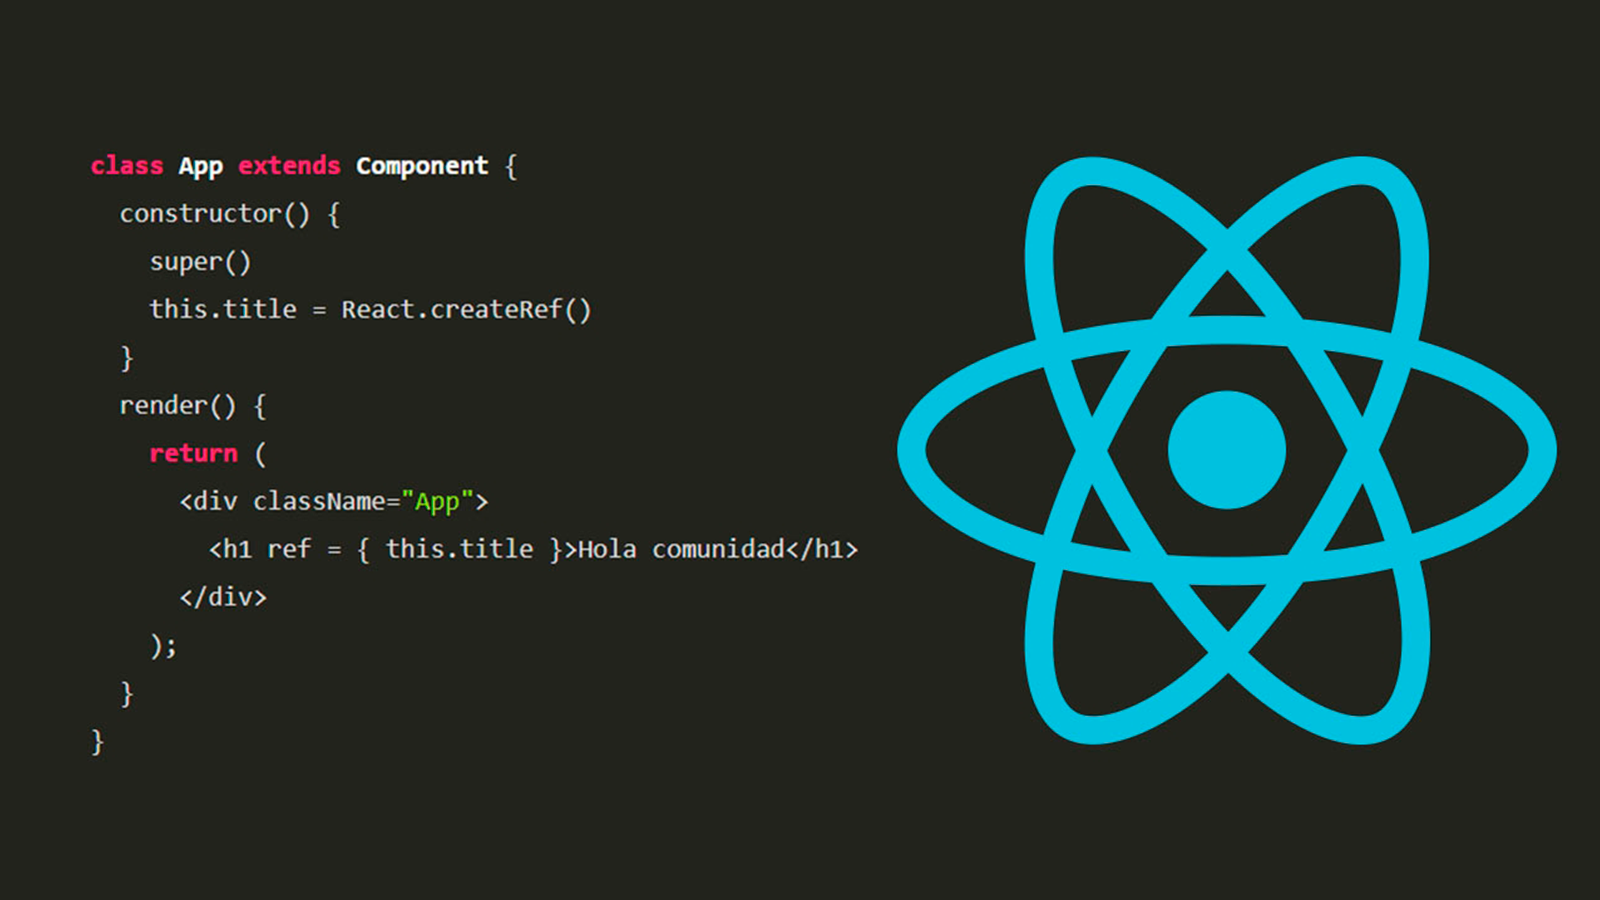 class App extends Component {
constructor() {
super()
this.title = React.createRef()
}
render() {
return (
<div className="App">
<h1 ref = { this.title }>Hola comunidad</h1>
</div>
);
}
}